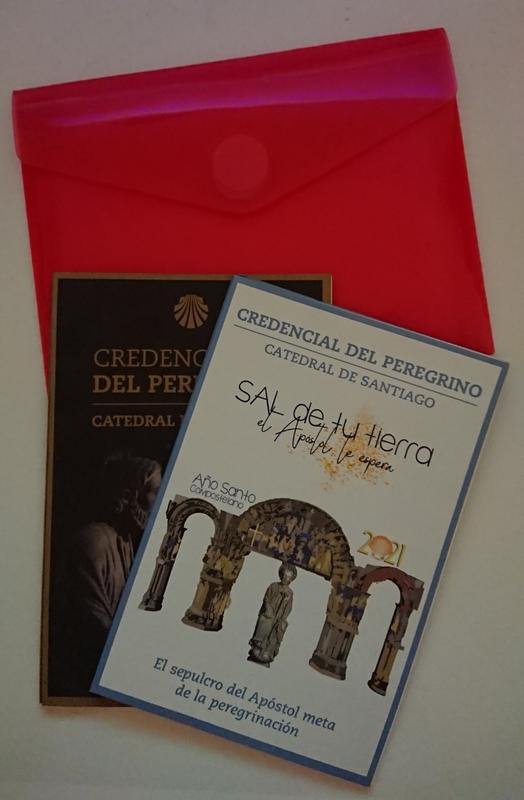 CREDENC
DEL PER
CATEDRAL
CREDENCIAL DEL PEREGRINO
CATEDRAL DE SANTIAGO
SAL de tu tierra
el Apóstol te espera
Año Santo
Compostelano
2021
El sepulcro del Apóstol meta
de la peregrinación